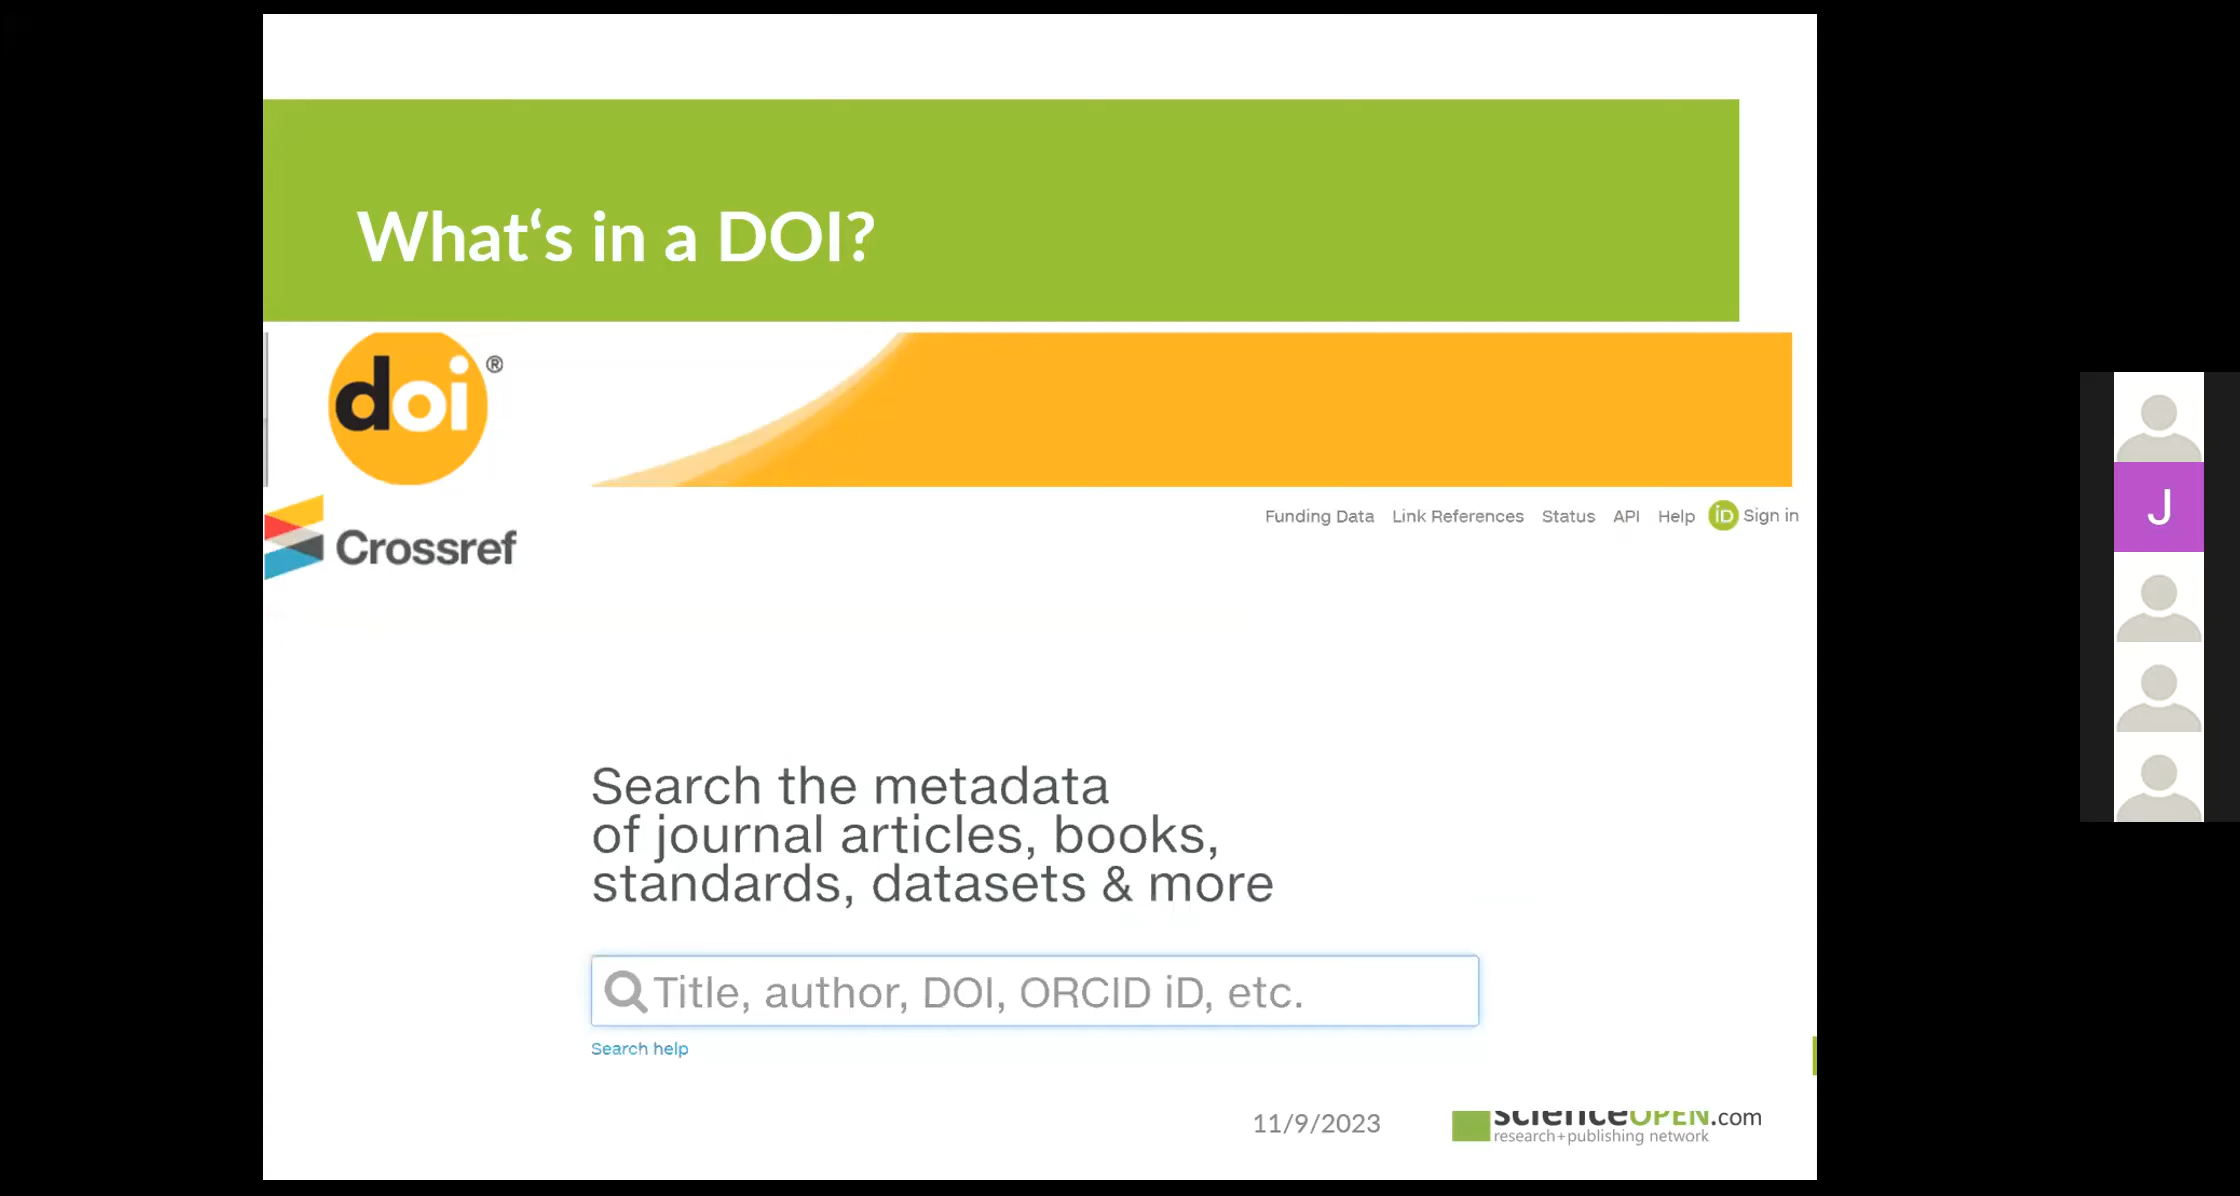 What‘s in a DOI?
doi®
Crossref
Funding Data Link References Status API Help iD Sign in
J
Search the metadata
of journal articles, books,
standards, datasets & more
Title, author, DOI, ORCID iD, etc.
Search help
11/9/2023
scienceOPEN.com
research+publishing network